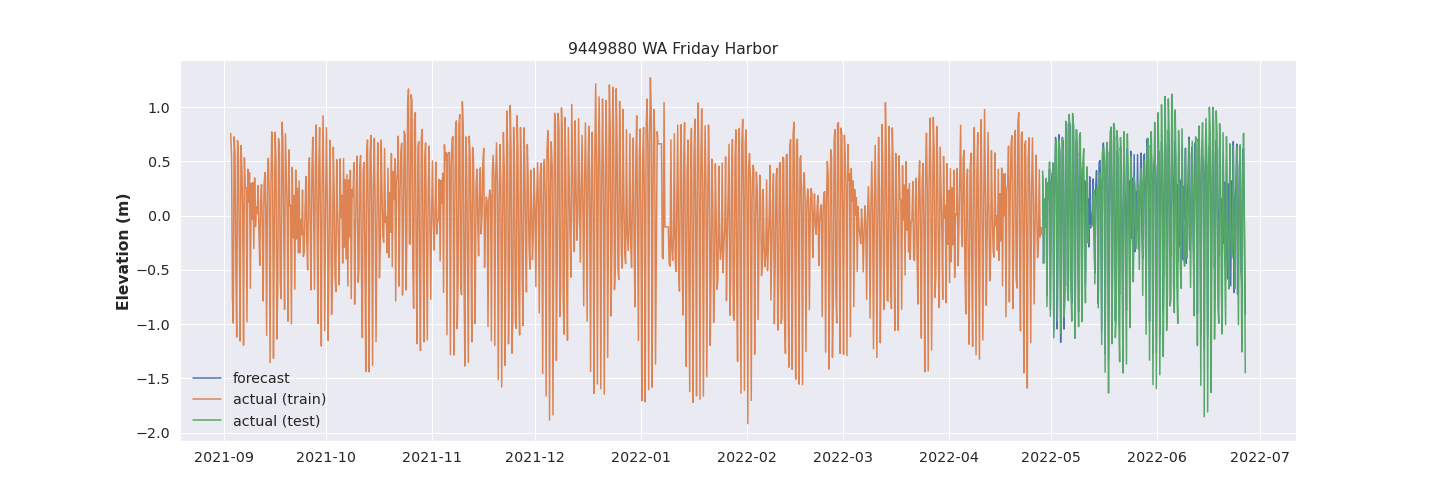 9449880 WA Friday Harbor
Elevation (m)
1.0
0.5
0.0
−0.5
−1.0
−1.5
−2.0
forecast
actual (train)
actual (test)
2021-09 2021-10 2021-11 2021-12 2022-01 2022-02 2022-03 2022-04 2022-05 2022-06 2022-07